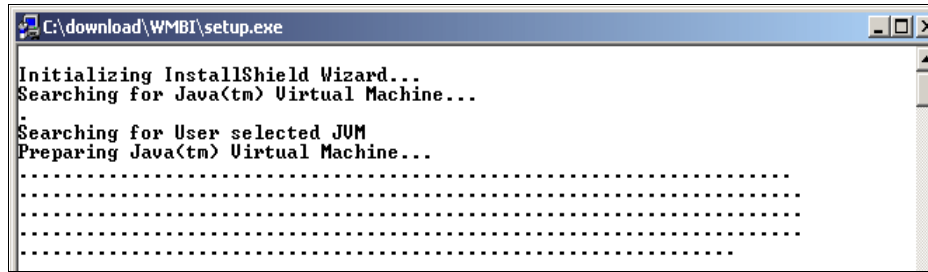 C:\download\WMBI\setup.exe
Initializing InstallShield Wizard...
Searching for Java(tm) Virtual Machine...
.
Searching for User selected JVM
Preparing Java(tm) Virtual Machine...
.....................................................................
......................................................................
......................................................................
......................................................................
................................................................